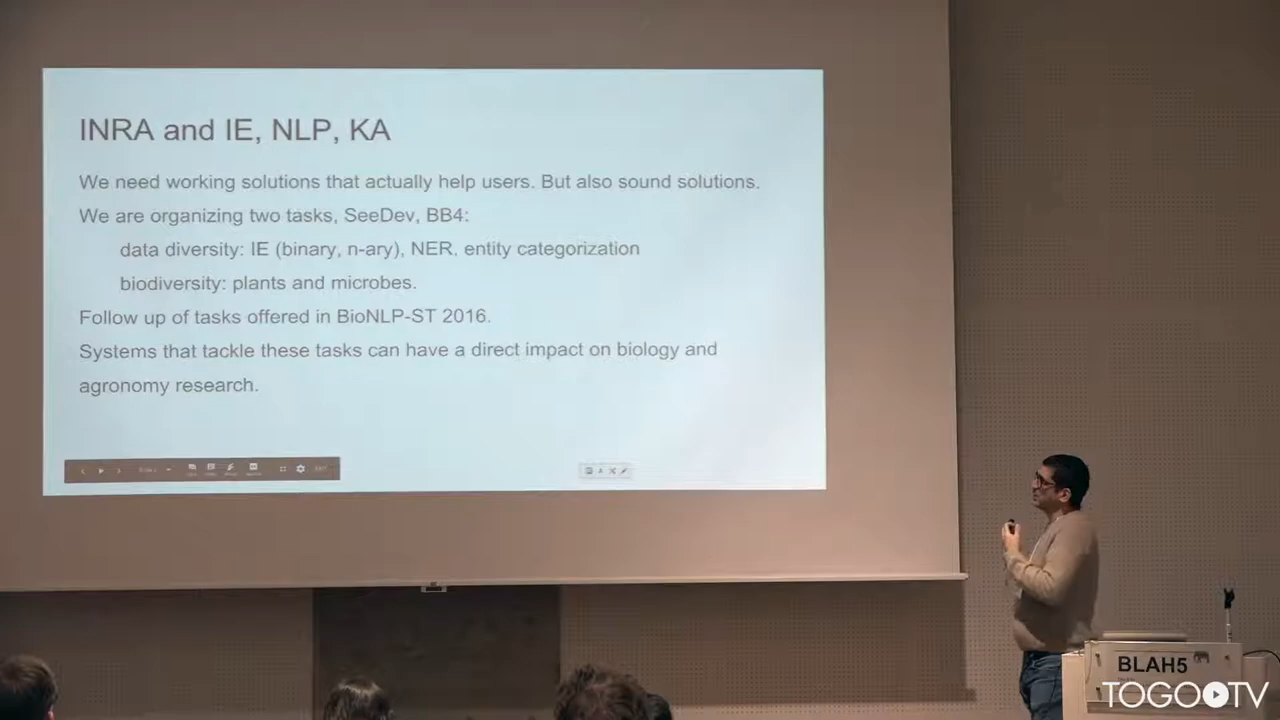 INRA and IE, NLP, KA
We need working solutions that actually help users. But also sound solutions.
We are organizing two tasks, SeeDev, BB4:
data diversity: IE (binary, n-ary), NER. entity categorization
biodiversity: plants and microbes.
Follow up of tasks offered in BioNLP-ST 2016.
Systems that tackle these tasks can have a direct impact on biology and
agronomy research.
BLAH5
TOGOTV